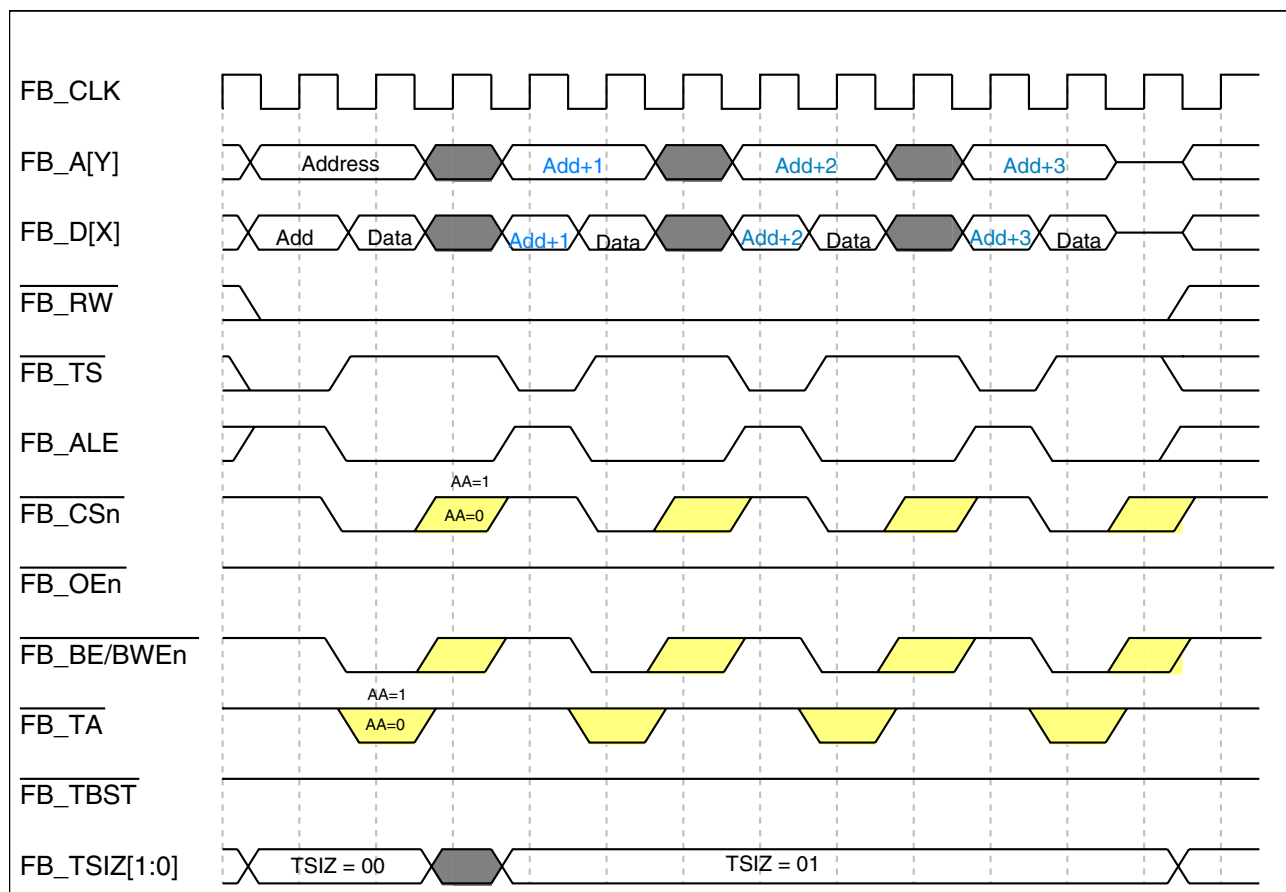 FB_CLK
FB_A[Y] Address Add+1 Add+2 Add+3
FB_D[X] Add Data Add+1 Data Add+2 Data Add+3 Data
FB_RW
FB_TS
FB_ALE
AA=1
FB_CSn AA=0
FB_OEn
FB_BE/BWEn
AA=1
FB_TA AA=0
FB_TBST
FB_TSIZ[1:0] TSIZ = 00 TSIZ = 01